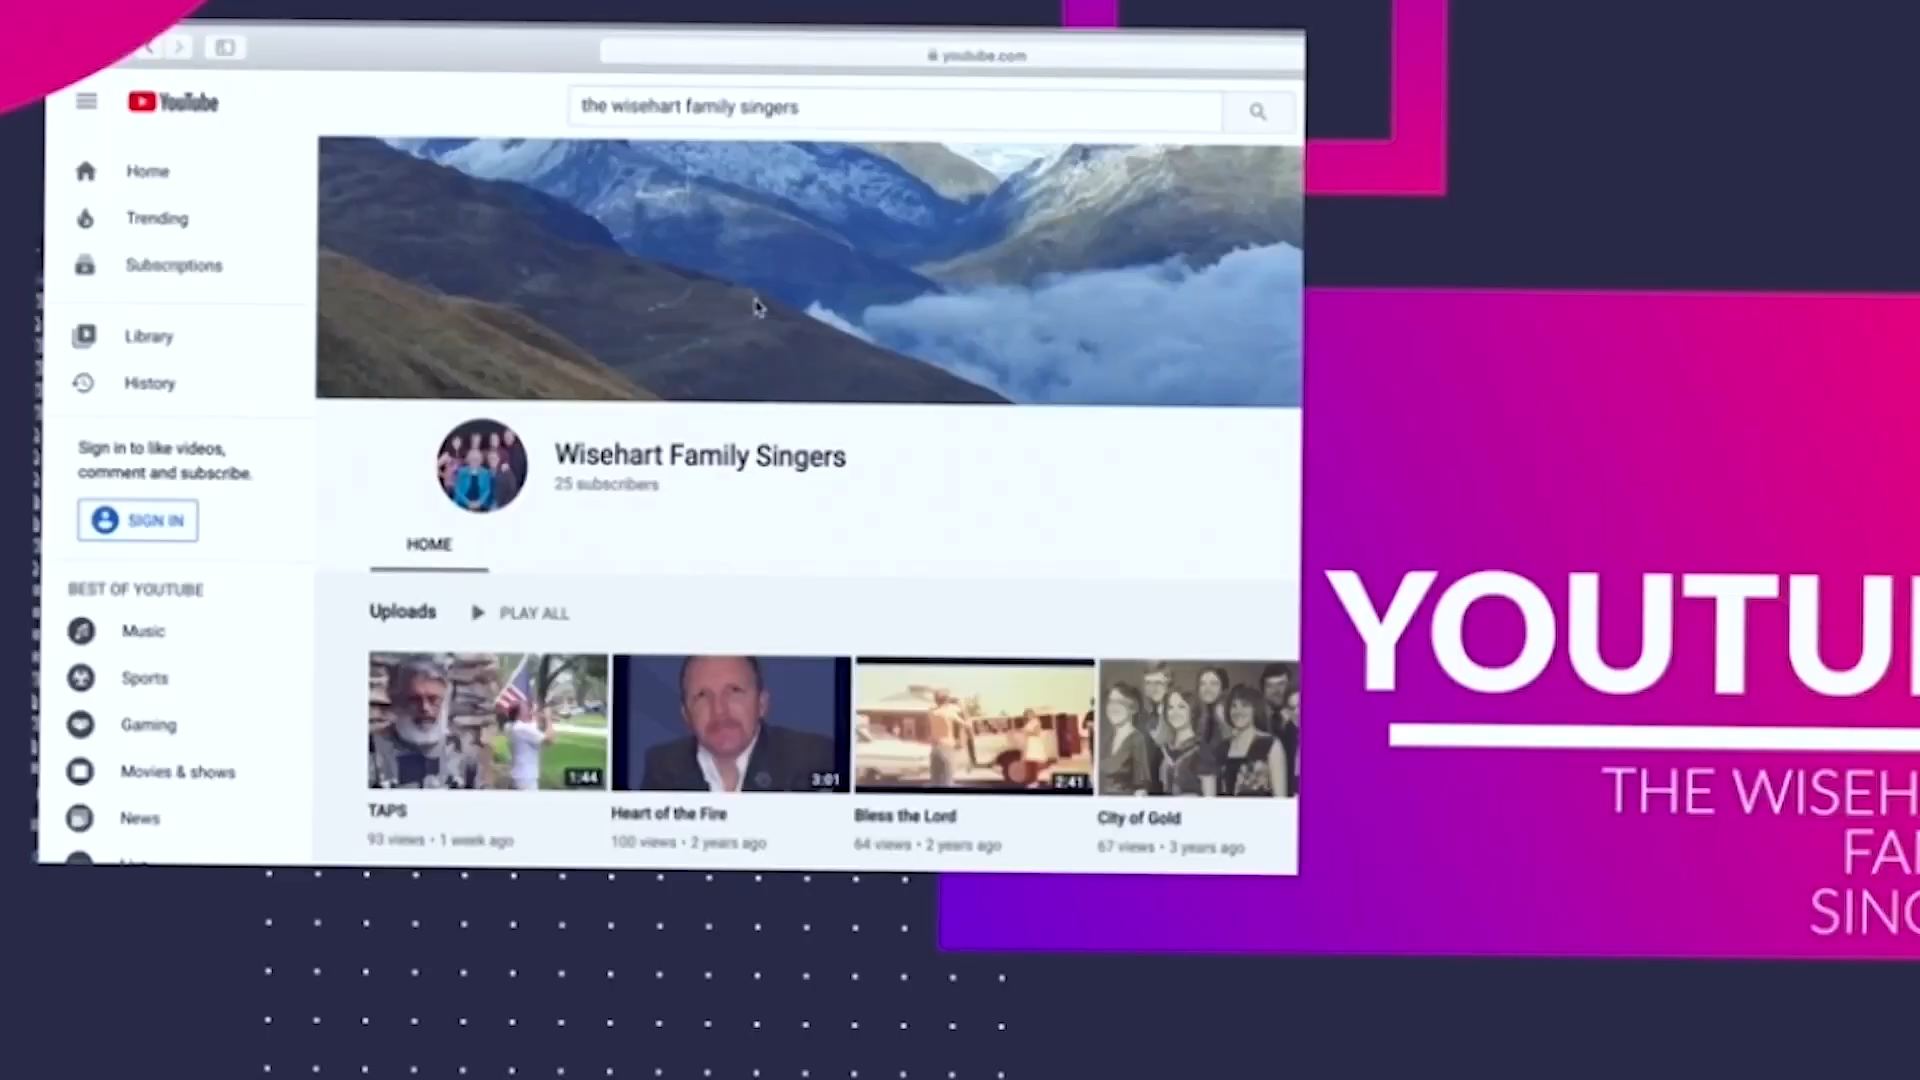 youtube.com
YouTube
the wisehart family singers
Home
Trending
Subscriptions
Library
History
Sign in to like videos,
comment and subscribe.
SIGN IN
BEST OF YOUTUBE
Music
Sports
Gaming
Movies & shows
News
Wisehart Family Singers
25 subscribers
HOME
Uploads PLAY ALL
1:44 3:01 2:41
TAPS Heart of the Fire Bless the Lord City of Gold
93 views • 1 week ago 100 views • 2 years ago 64 views • 2 years ago 67 views • 3 years ago
YOUTU
THE WISEH
FA
SING